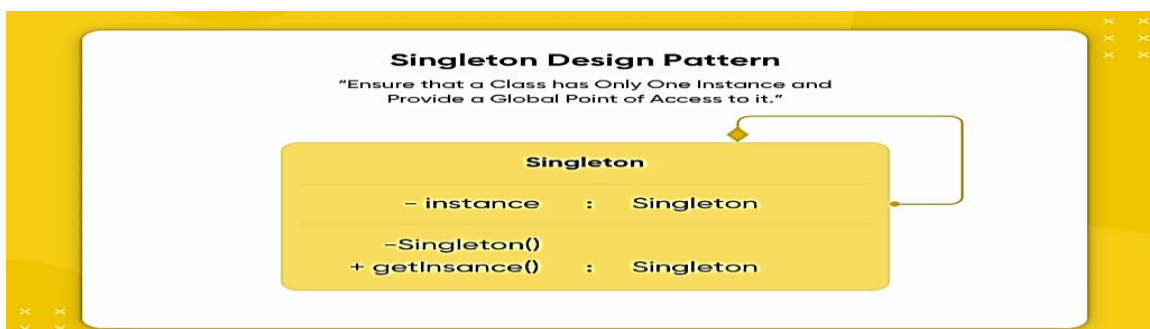 Singleton Design Pattern
“Ensure that a Class has Only One Instance and
Provide a Global Point of Access to it.”
Singleton
- instance : Singleton
-Singleton()
+ getInsance() : Singleton